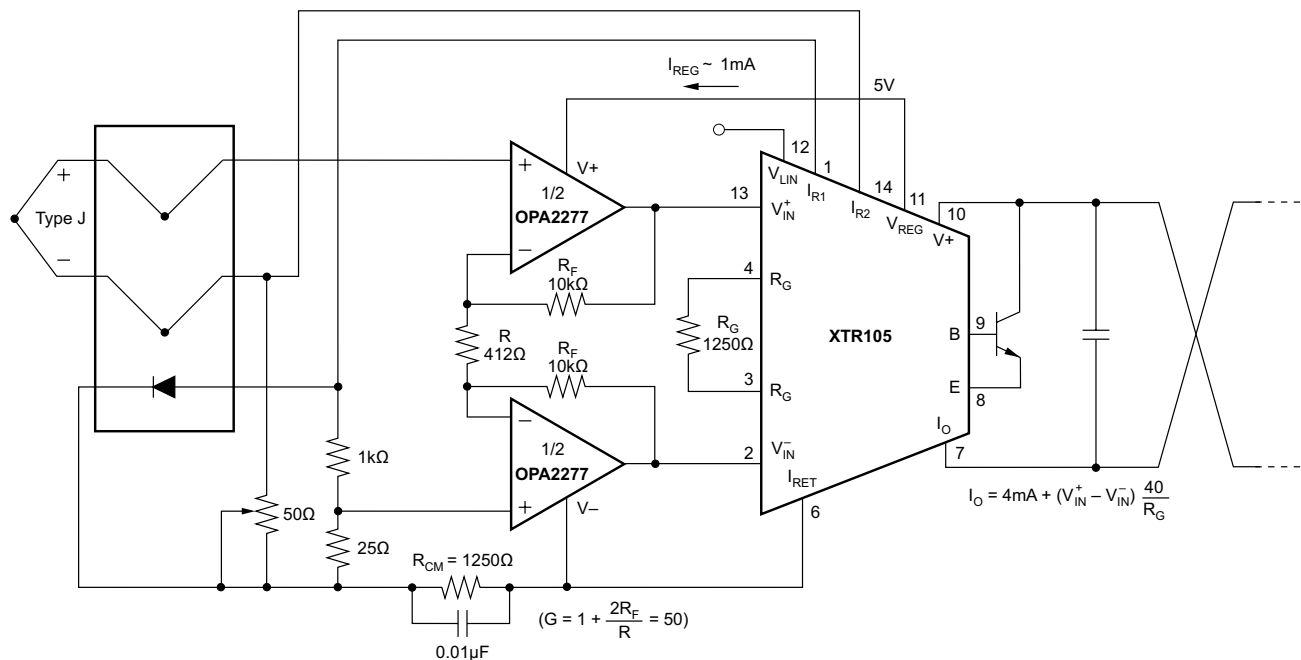 I_REG ~ 1mA
5V
+
Type J
–
+
1/2
OPA2277
–
V+
R_F
10kΩ
R
412Ω
R_F
10kΩ
–
1/2
OPA2277
+
V–
1kΩ
25Ω
50Ω
R_CM = 1250Ω
0.01µF
(G = 1 + 2R_F/R = 50)
13
4
R_G
1250Ω
3
2
12
V_LIN
1
I_R1
14
I_R2
11
V_REG
10
V+
V_IN^+
R_G
XTR105
R_G
V_IN^–
I_RET
6
B
9
E
8
I_O
7
I_O = 4mA + (V_IN^+ – V_IN^–) 40/R_G